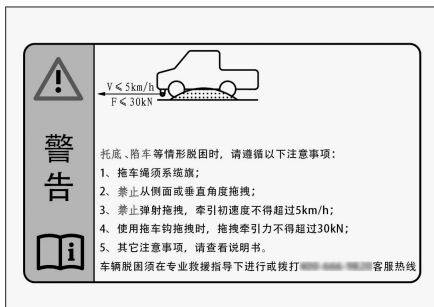 V≤5km/h
F≤30kN
警告
托底、陷车等情形脱困时，请遵循以下注意事项：
1、拖车绳须系缆旗；
2、禁止从侧面或垂直角度拖拽；
3、禁止弹射拖拽，牵引初速度不得超过5km/h；
4、使用拖车钩拖拽时，拖拽牵引力不得超过30kN；
5、其它注意事项，请查看说明书。
车辆脱困须在专业救援指导下进行或拨打 客服热线